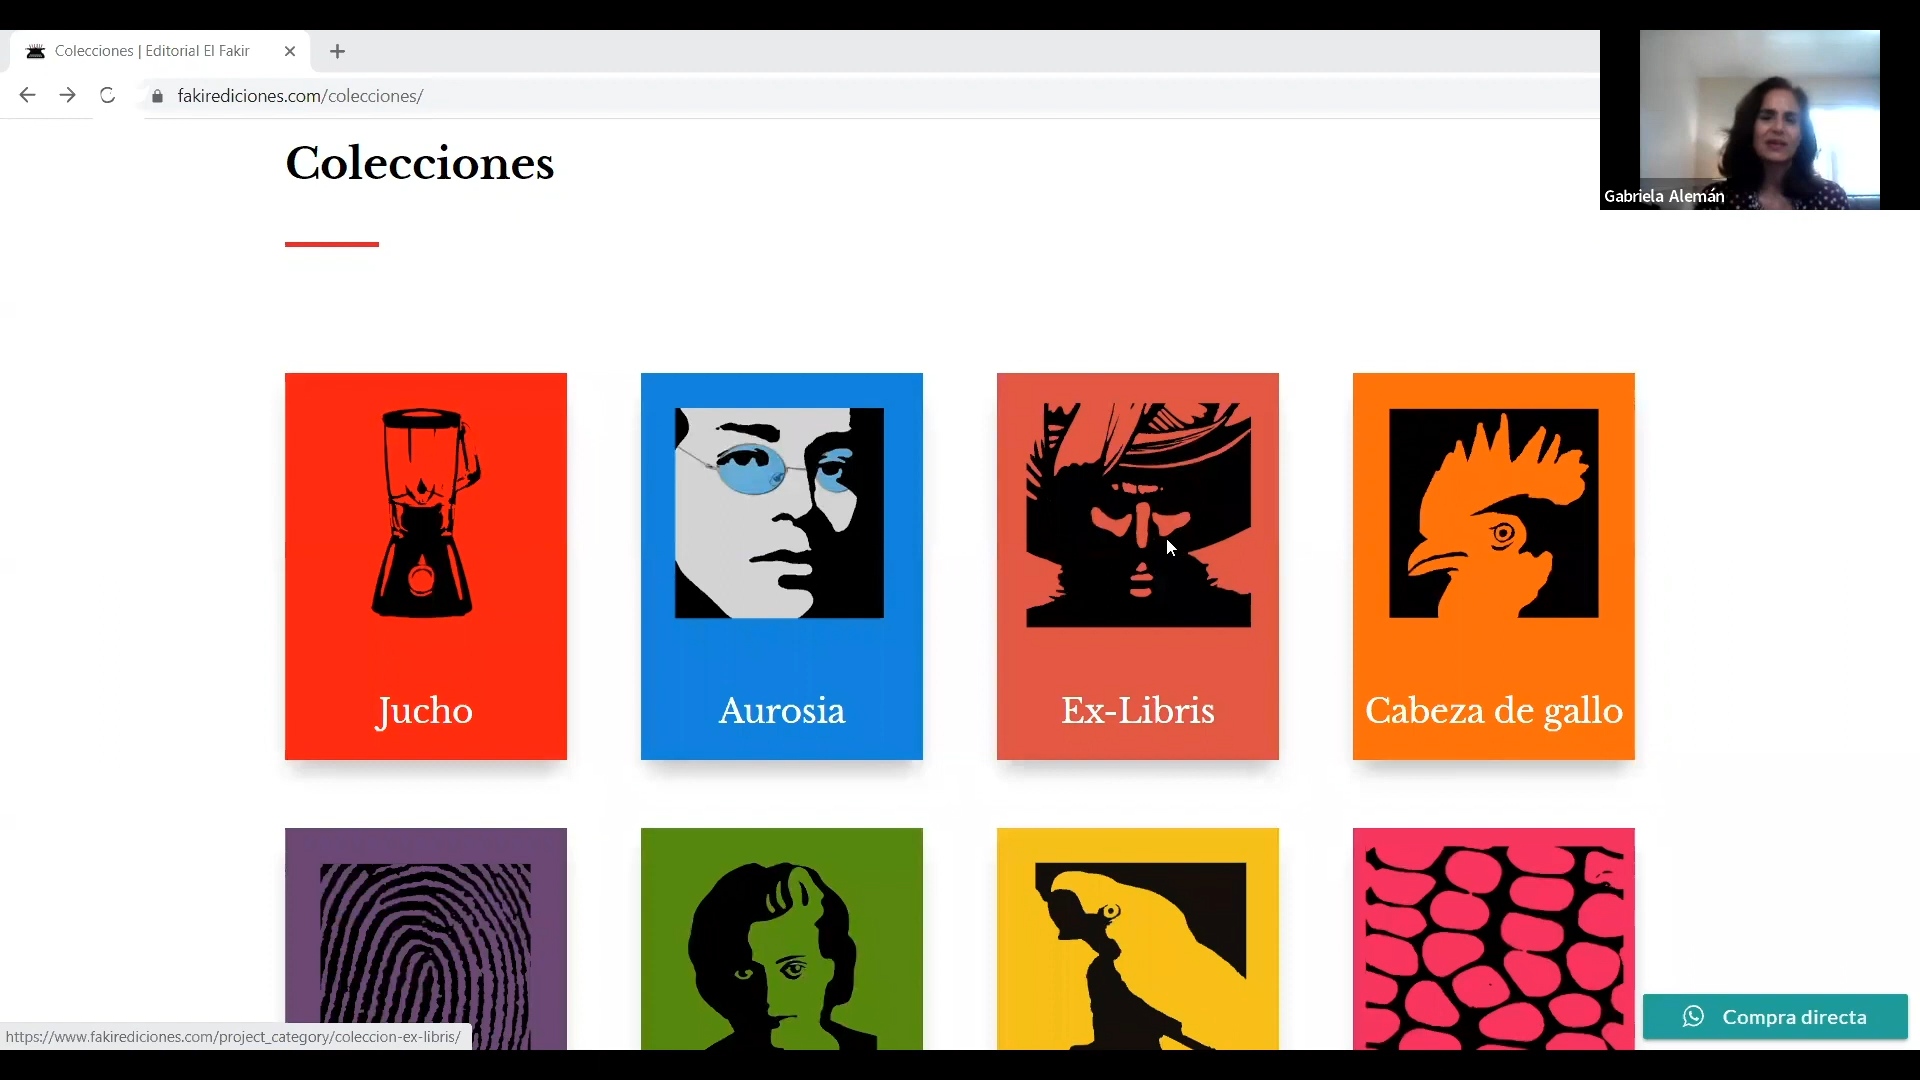 Colecciones | Editorial El Fakir
fakirediciones.com/colecciones/
Gabriela Alemán
Colecciones
Jucho
Aurosia
Ex-Libris
Cabeza de gallo
Compra directa
https://www.fakirediciones.com/project_category/coleccion-ex-libris/